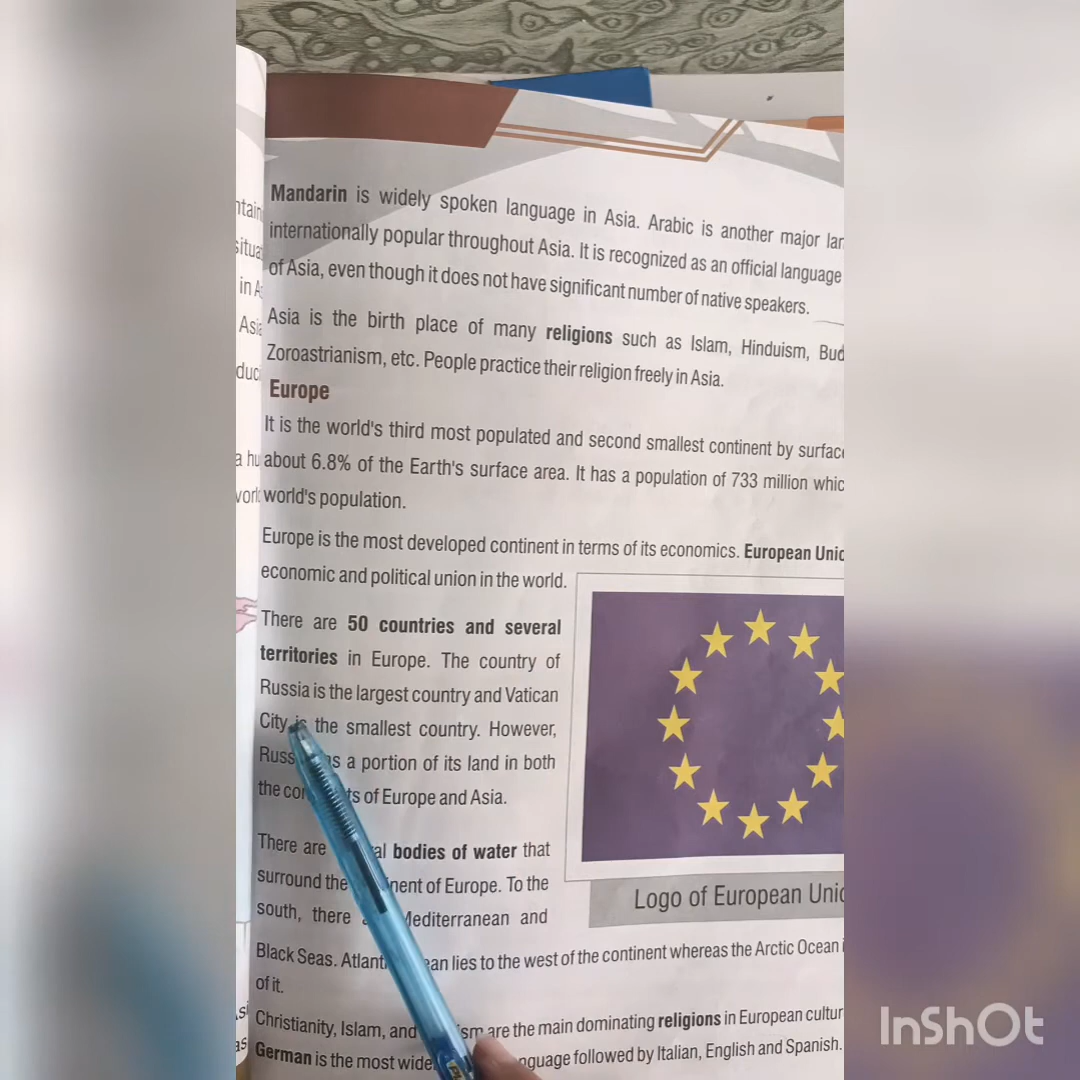 Mandarin is widely spoken language in Asia. Arabic is another major
internationally popular throughout Asia. It is recognized as an official language
of Asia, even though it does not have significant number of native speakers.
Asia is the birth place of many religions such as Islam, Hinduism,
Zoroastrianism, etc. People practice their religion freely in Asia.
Europe
It is the world's third most populated and second smallest continent by
about 6.8% of the Earth's surface area. It has a population of 733 million
world's population.
Europe is the most developed continent in terms of its economics. European
economic and political union in the world.
There are 50 countries and several
territories in Europe. The country of
Russia is the largest country and Vatican
City is the smallest country. However,
a portion of its land in both
the of Europe and Asia.
There are bodies of water that
surround the of Europe. To the
south, there Mediterranean and
Logo of European
Black Seas. lies to the west of the continent whereas the Arctic Ocean
of it.
Christianity, Islam, and are the main dominating religions in European
German is the most followed by Italian, English and Spanish.
InShOt